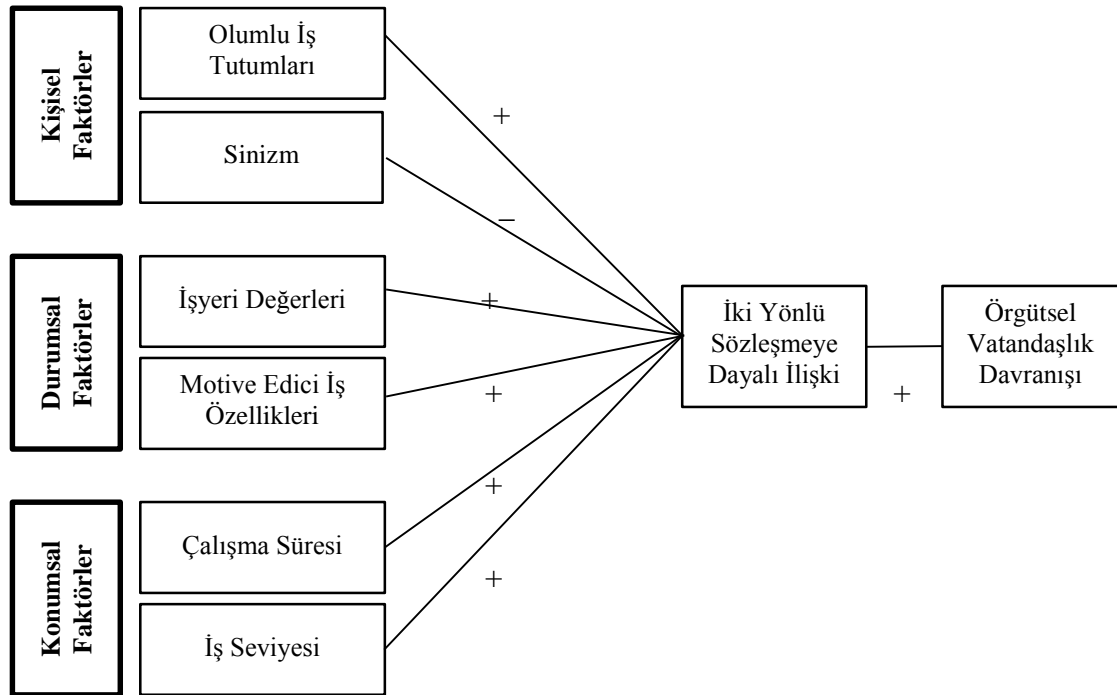 Kişisel
Faktörler
Olumlu İş
Tutumları
Sinizm
+
–
Durumsal
Faktörler
İşyeri Değerleri
Motive Edici İş
Özellikleri
+
+
Konumsal
Faktörler
Çalışma Süresi
İş Seviyesi
+
+
İki Yönlü
Sözleşmeye
Dayalı İlişki
+
Örgütsel
Vatandaşlık
Davranışı